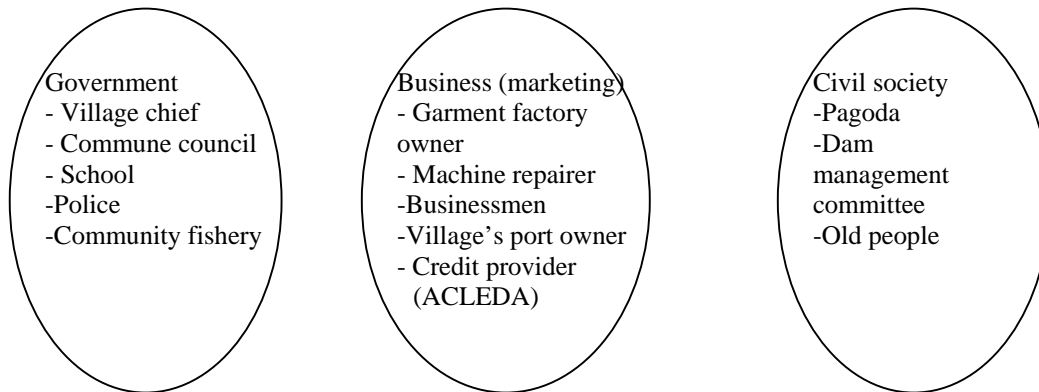 Government
- Village chief
- Commune council
- School
-Police
-Community fishery
Business (marketing)
- Garment factory
owner
- Machine repairer
-Businessmen
-Village’s port owner
- Credit provider
(ACLEDA)
Civil society
-Pagoda
-Dam
management
committee
-Old people